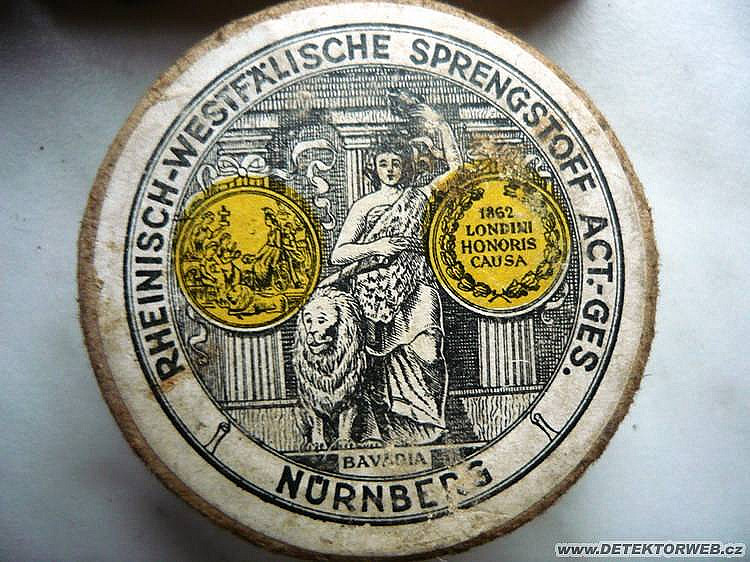 RHEINISCH-WESTFÄLISCHE SPRENGSTOFF ACT.-GES.
1862
LONDINI
HONORIS
CAUSA
BAVARIA
NÜRNBERG
www.DETEKTORWEB.cz